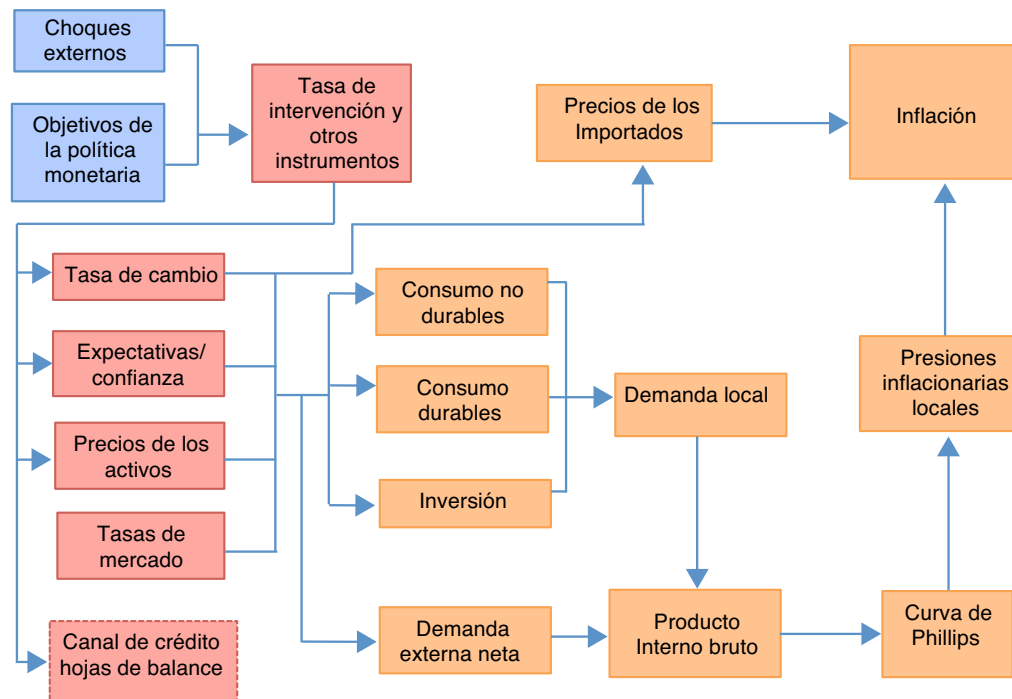 Choques
externos
Objetivos de
la política
monetaria
Tasa de
intervención y
otros
instrumentos
Precios de los
Importados
Inflación
Tasa de cambio
Expectativas/
confianza
Precios de los
activos
Tasas de
mercado
Canal de crédito
hojas de balance
Consumo no
durables
Consumo
durables
Inversión
Demanda
externa neta
Demanda local
Producto
Interno bruto
Presiones
inflacionarias
locales
Curva de
Phillips